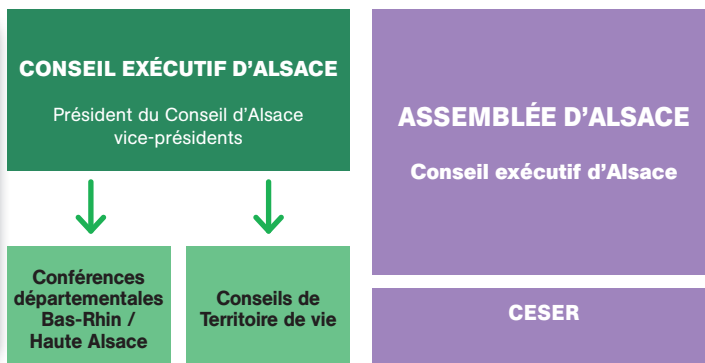 CONSEIL EXÉCUTIF D’ALSACE
Président du Conseil d’Alsace
vice-présidents
Conférences
départementales
Bas-Rhin /
Haute Alsace
Conseils de
Territoire de vie
ASSEMBLÉE D’ALSACE
Conseil exécutif d’Alsace
CESER